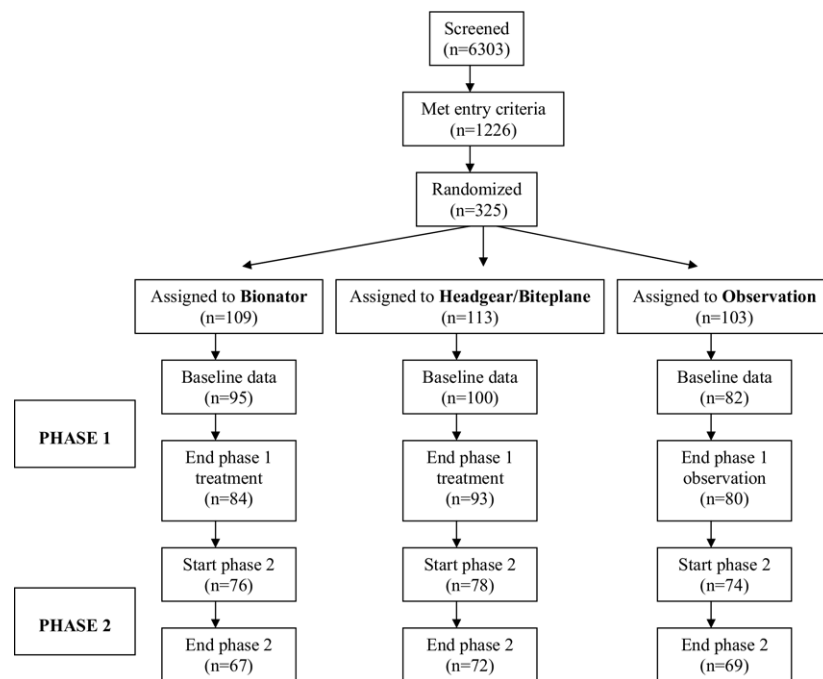 Screened
(n=6303)
Met entry criteria
(n=1226)
Randomized
(n=325)
Assigned to Bionator
(n=109)
Assigned to Headgear/Biteplane
(n=113)
Assigned to Observation
(n=103)
PHASE 1
Baseline data
(n=95)
Baseline data
(n=100)
Baseline data
(n=82)
End phase 1
treatment
(n=84)
End phase 1
treatment
(n=93)
End phase 1
observation
(n=80)
PHASE 2
Start phase 2
(n=76)
Start phase 2
(n=78)
Start phase 2
(n=74)
End phase 2
(n=67)
End phase 2
(n=72)
End phase 2
(n=69)